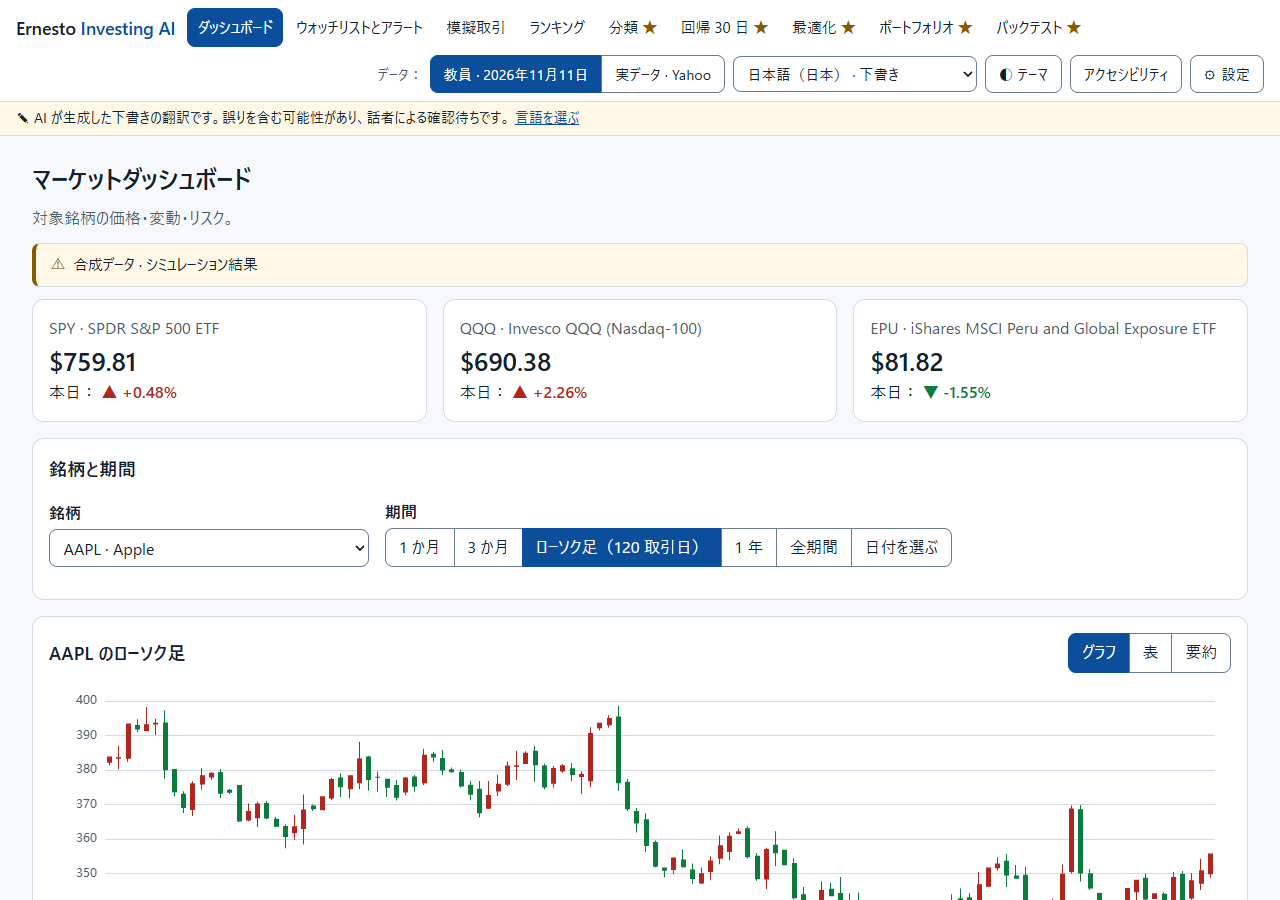 Ernesto Investing AI ダッシュボード ウォッチリストとアラート 模擬取引 ランキング 分類 ★ 回帰 30 日 ★ 最適化 ★ ポートフォリオ ★ バックテスト ★
データ： 教員 · 2026年11月11日 実データ · Yahoo 日本語（日本） · 下書き テーマ アクセシビリティ ⚙ 設定
AI が生成した下書きの翻訳です。誤りを含む可能性があり、話者による確認待ちです。 言語を選ぶ
マーケットダッシュボード
対象銘柄の価格・変動・リスク。
⚠ 合成データ · シミュレーション結果
SPY · SPDR S&P 500 ETF
$759.81
本日： ▲ +0.48%
QQQ · Invesco QQQ (Nasdaq-100)
$690.38
本日： ▲ +2.26%
EPU · iShares MSCI Peru and Global Exposure ETF
$81.82
本日： ▼ -1.55%
銘柄と期間
銘柄
AAPL · Apple
期間
1 か月 3 か月 ローソク足（120 取引日） 1 年 全期間 日付を選ぶ
AAPL のローソク足
グラフ 表 要約
400
390
380
370
360
350